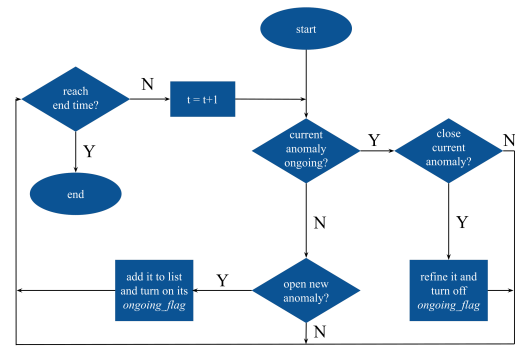 start
reach
end time?
N
t = t+1
current
anomaly
ongoing?
Y
close
current
anomaly?
N
Y
end
N
Y
add it to list
and turn on its
ongoing_flag
Y
open new
anomaly?
refine it and
turn off
ongoing_flag
N